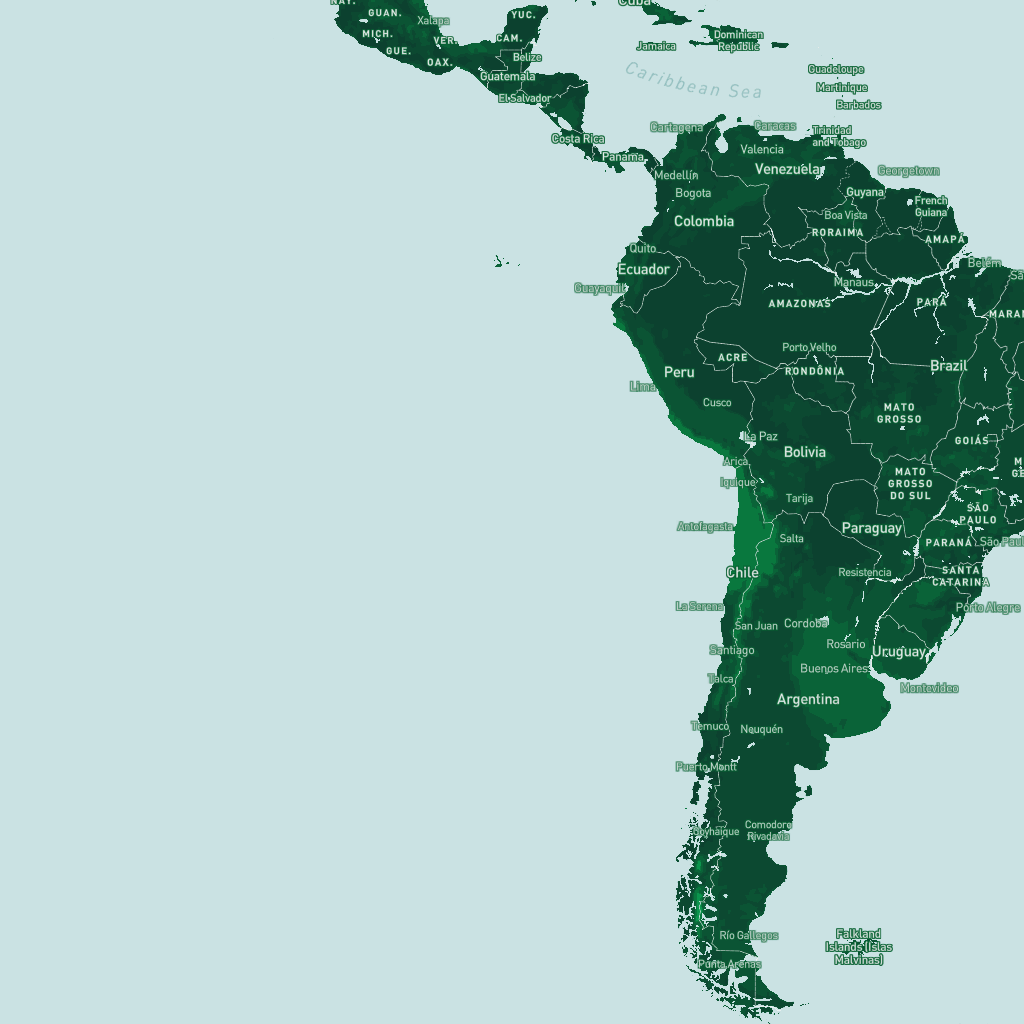 NAY.
GUAN.
Xalapa
YUC.
Cuba
MICH.
VER.
CAM.
GUE.
OAX.
Belize
Jamaica
Dominican
Republic
Guatemala
Caribbean Sea
Guadeloupe
Martinique
El Salvador
Barbados
Costa Rica
Cartagena
Caracas
Trinidad
and Tobago
Panama
Valencia
Medellín
Venezuela
Georgetown
Bogota
Guyana
French
Guiana
Colombia
Boa Vista
RORAIMA
AMAPÁ
Quito
Ecuador
Belém
Guayaquil
Manaus
AMAZONAS
PARÁ
Porto Velho
ACRE
RONDÔNIA
Brazil
Peru
Lima
Cusco
MATO
GROSSO
La Paz
Bolivia
GOIÁS
Arica
Iquique
MATO
GROSSO
DO SUL
Tarija
SÃO
PAULO
Antofagasta
Paraguay
Salta
PARANÁ
Chile
Resistencia
SANTA
CATARINA
La Serena
Porto Alegre
San Juan
Cordoba
Santiago
Rosario
Uruguay
Talca
Buenos Aires
Montevideo
Argentina
Temuco
Neuquén
Puerto Montt
Coyhaique
Comodoro
Rivadavia
Río Gallegos
Falkland
Islands (Islas
Malvinas)
Punta Arenas